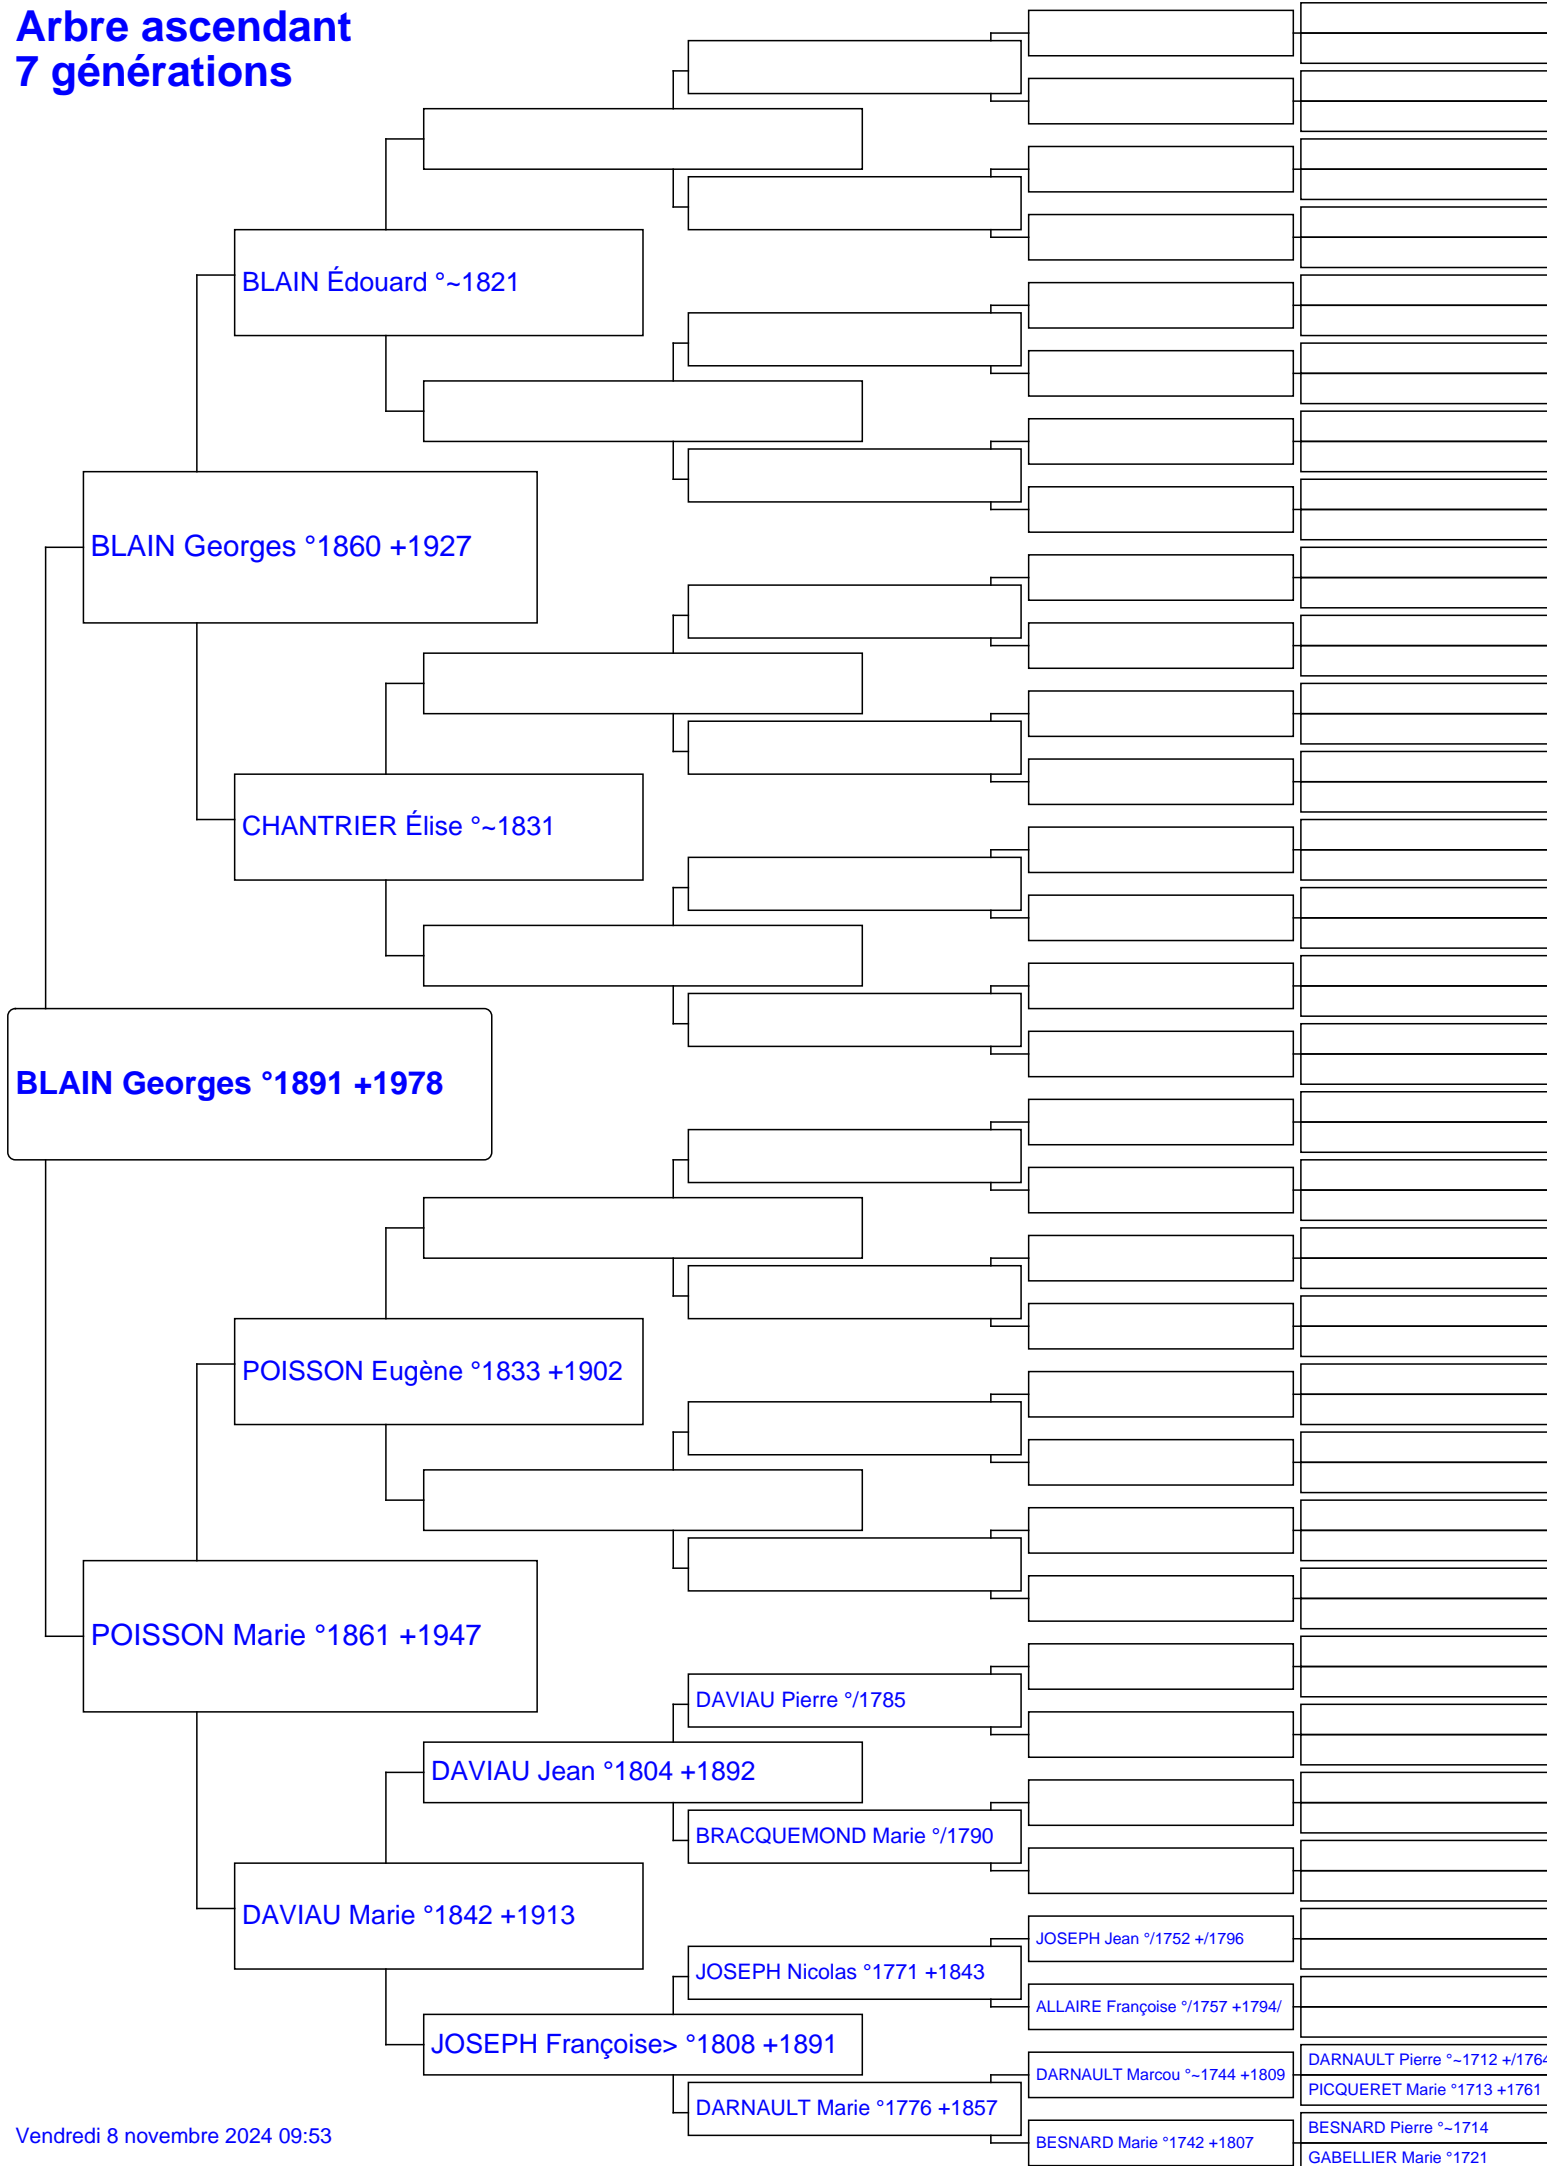 Arbre ascendant
7 générations
BLAIN Édouard °~1821
BLAIN Georges °1860 +1927
CHANTRIER Élise °~1831
BLAIN Georges °1891 +1978
POISSON Eugène °1833 +1902
POISSON Marie °1861 +1947
DAVIAU Pierre °/1785
DAVIAU Jean °1804 +1892
BRACQUEMOND Marie °/1790
DAVIAU Marie °1842 +1913
JOSEPH Jean °/1752 +/1796
JOSEPH Nicolas °1771 +1843
ALLAIRE Françoise °/1757 +1794/
JOSEPH Françoise> °1808 +1891
DARNAULT Pierre °~1712 +/1764
DARNAULT Marcou °~1744 +1809
PICQUERET Marie °1713 +1761
DARNAULT Marie °1776 +1857
BESNARD Pierre °~1714
BESNARD Marie °1742 +1807
GABELLIER Marie °1721
Vendredi 8 novembre 2024 09:53